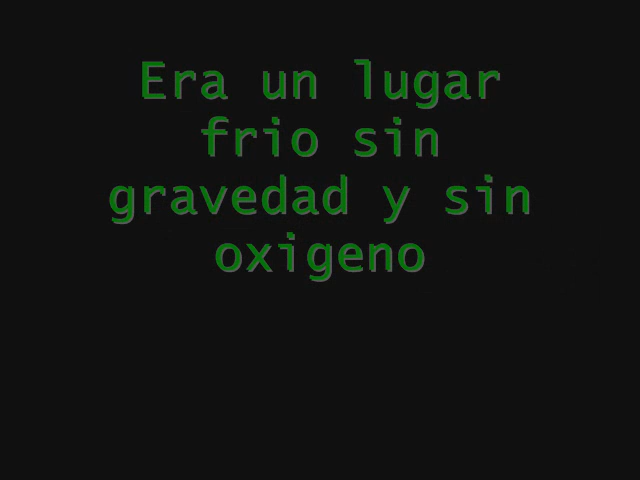 Era un lugar
frio sin
gravedad y sin
oxigeno